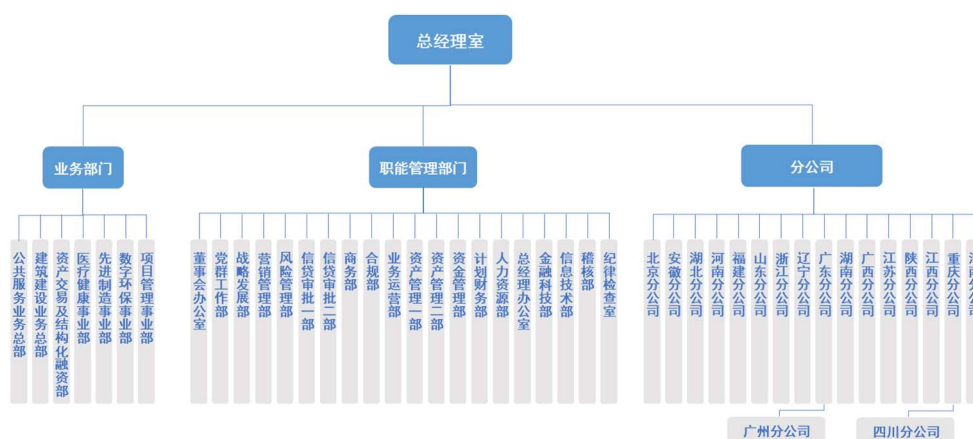 总经理室
业务部门
职能管理部门
分公司
公共服务业务总部
建筑建设业务总部
资产交易及结构化融资部
医疗健康事业部
先进制造事业部
数字环保事业部
项目管理事业部
董事会办公室
党群工作部
战略发展部
营销管理部
风险管理部
信贷审批一部
信贷审批二部
商务部
合规部
业务运营部
资产管理一部
资产管理二部
资金管理部
计划财务部
人力资源部
总经理办公室
金融科技部
信息技术部
稽核部
纪律检查室
北京分公司
安徽分公司
湖北分公司
河南分公司
福建分公司
山东分公司
浙江分公司
辽宁分公司
广东分公司
湖南分公司
广西分公司
江苏分公司
陕西分公司
江西分公司
重庆分公司
广州分公司
四川分公司